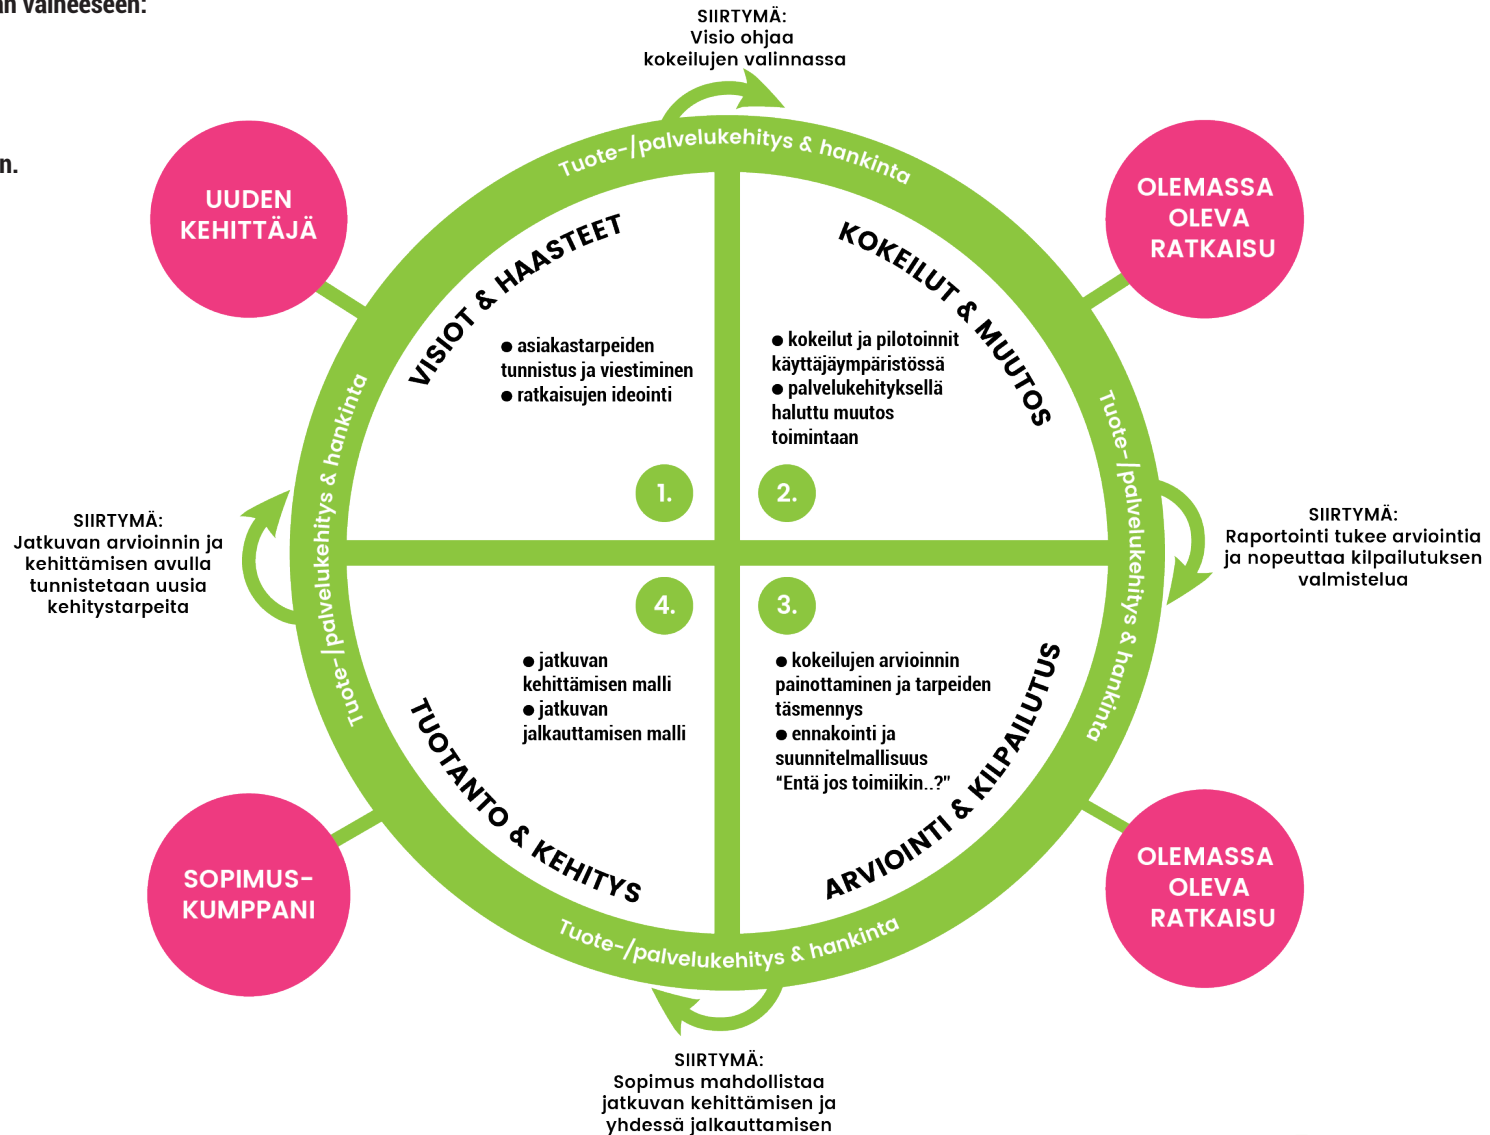 än vaiheeseen:
n.
SIIRTYMÄ:
Visio ohjaa
kokeilujen valinnassa
Tuote-/palvelukehitys & hankinta
UUDEN
KEHITTÄJÄ
OLEMASSA
OLEVA
RATKAISU
VISIOT & HAASTEET
● asiakastarpeiden
tunnistus ja viestiminen
● ratkaisujen ideointi
1.
KOKEILUT & MUUTOS
● kokeilut ja pilotoinnit
käyttäjäympäristössä
● palvelukehityksellä
haluttu muutos
toimintaan
2.
Tuote-/palvelukehitys & hankinta
Tuote-/palvelukehitys & hankinta
SIIRTYMÄ:
Jatkuvan arvioinnin ja
kehittämisen avulla
tunnistetaan uusia
kehitystarpeita
SIIRTYMÄ:
Raportointi tukee arviointia
ja nopeuttaa kilpailutuksen
valmistelua
4.
● jatkuvan
kehittämisen malli
● jatkuvan
jalkauttamisen malli
TUOTANTO & KEHITYS
3.
● kokeilujen arvioinnin
painottaminen ja tarpeiden
täsmennys
● ennakointi ja
suunnitelmallisuus
“Entä jos toimiikin..?”
ARVIOINTI & KILPAILUTUS
SOPIMUS-
KUMPPANI
OLEMASSA
OLEVA
RATKAISU
Tuote-/palvelukehitys & hankinta
SIIRTYMÄ:
Sopimus mahdollistaa
jatkuvan kehittämisen ja
yhdessä jalkauttamisen